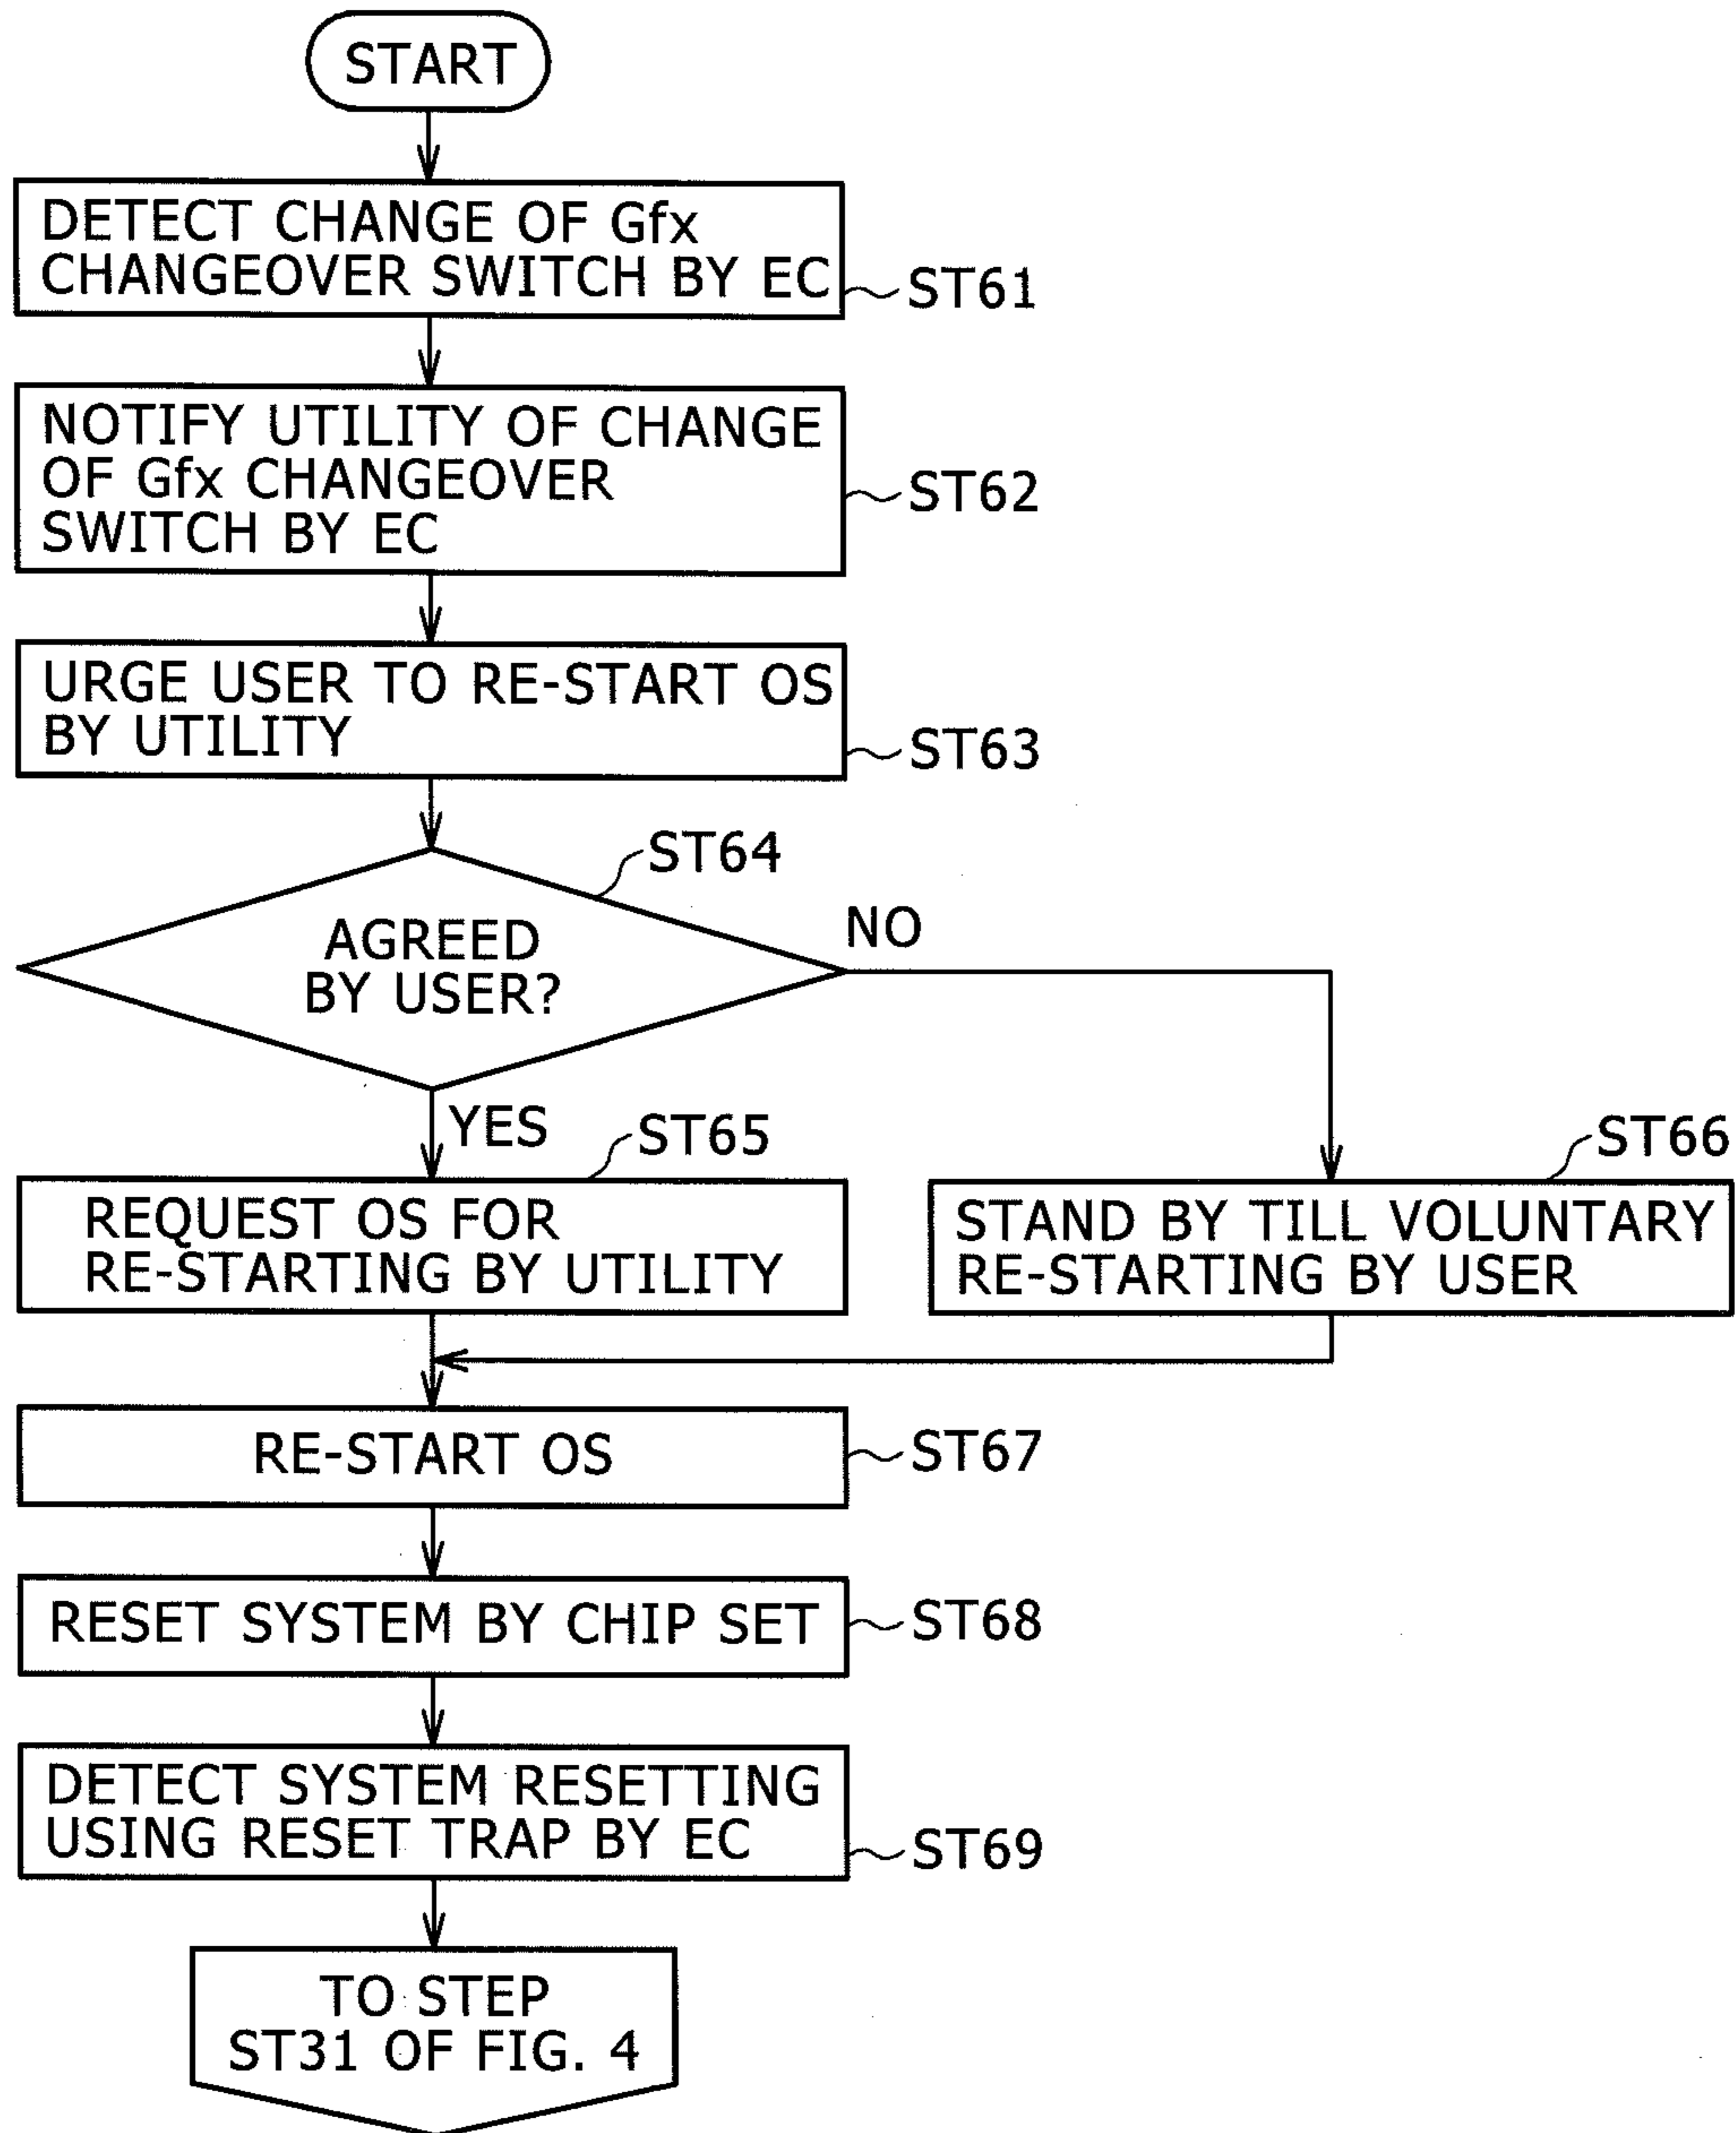 START
DETECT CHANGE OF Gfx
CHANGEOVER SWITCH BY EC
ST61
NOTIFY UTILITY OF CHANGE
OF Gfx CHANGEOVER
SWITCH BY EC
ST62
URGE USER TO RE-START OS
BY UTILITY
ST63
ST64
AGREED
BY USER?
NO
YES
ST65
REQUEST OS FOR
RE-STARTING BY UTILITY
ST66
STAND BY TILL VOLUNTARY
RE-STARTING BY USER
RE-START OS
ST67
RESET SYSTEM BY CHIP SET
ST68
DETECT SYSTEM RESETTING
USING RESET TRAP BY EC
ST69
TO STEP
ST31 OF FIG. 4